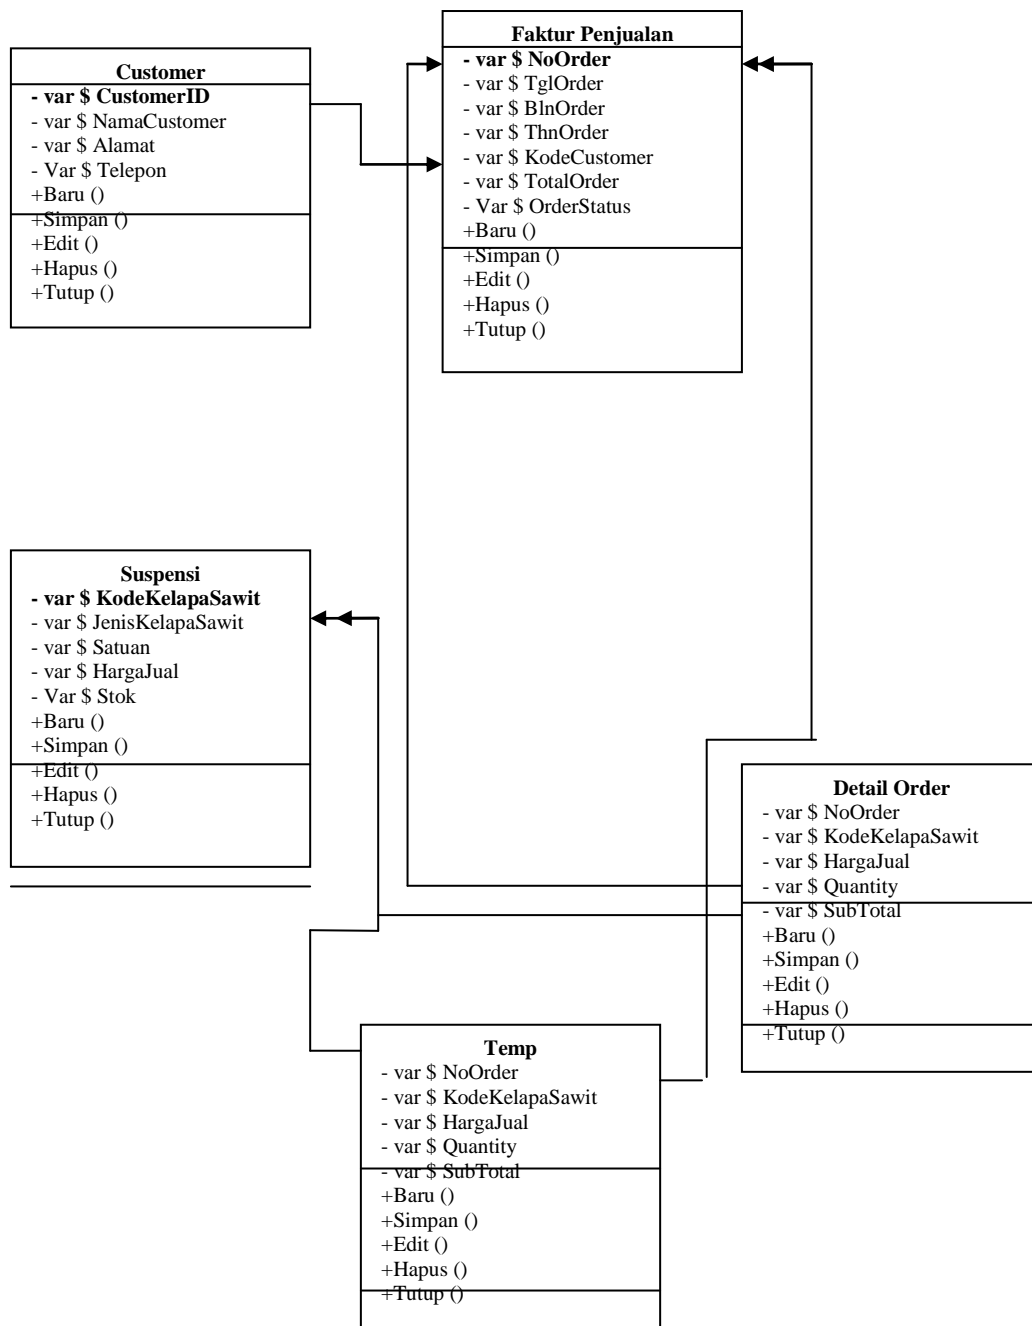 Customer
- var $ CustomerID
- var $ NamaCustomer
- var $ Alamat
- Var $ Telepon
+Baru ()
+Simpan ()
+Edit ()
+Hapus ()
+Tutup ()
Faktur Penjualan
- var $ NoOrder
- var $ TglOrder
- var $ BlnOrder
- var $ ThnOrder
- var $ KodeCustomer
- var $ TotalOrder
- Var $ OrderStatus
+Baru ()
+Simpan ()
+Edit ()
+Hapus ()
+Tutup ()
Suspensi
- var $ KodeKelapaSawit
- var $ JenisKelapaSawit
- var $ Satuan
- var $ HargaJual
- Var $ Stok
+Baru ()
+Simpan ()
+Edit ()
+Hapus ()
+Tutup ()
Detail Order
- var $ NoOrder
- var $ KodeKelapaSawit
- var $ HargaJual
- var $ Quantity
- var $ SubTotal
+Baru ()
+Simpan ()
+Edit ()
+Hapus ()
+Tutup ()
Temp
- var $ NoOrder
- var $ KodeKelapaSawit
- var $ HargaJual
- var $ Quantity
- var $ SubTotal
+Baru ()
+Simpan ()
+Edit ()
+Hapus ()
+Tutup ()